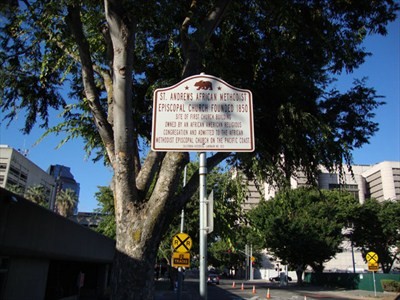 ST. ANDREWS AFRICAN METHODIST
EPISCOPAL CHURCH FOUNDED 1850
SITE OF FIRST CHURCH BUILDING
OWNED BY AN AFRICAN AMERICAN RELIGIOUS
CONGREGATION AND ADMITTED TO THE AFRICAN
METHODIST EPISCOPAL CHURCH ON THE PACIFIC COAST